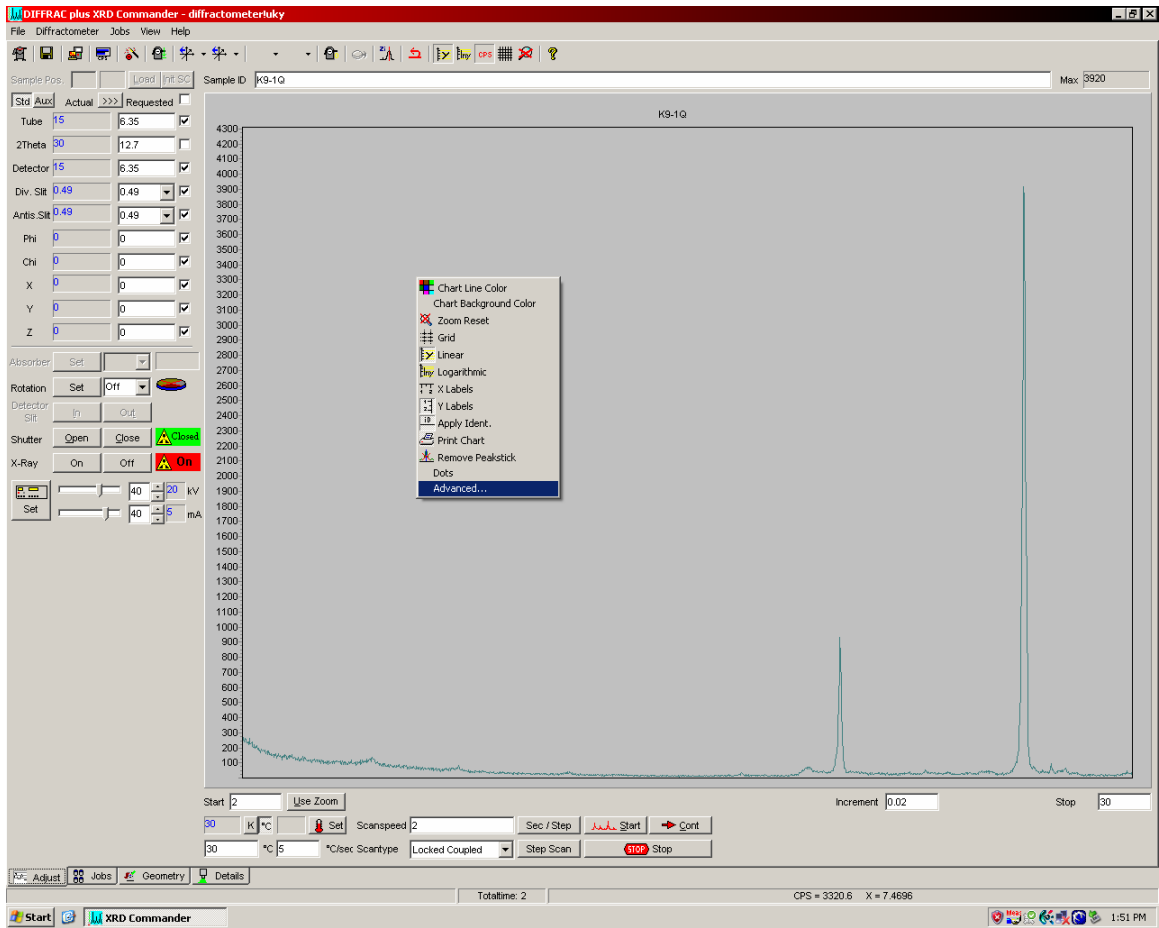 DIFFRAC plus XRD Commander - diffractometer!uky
File Diffractometer Jobs View Help
Sample Pos. Load Init SC Sample ID K9-1Q Max 3920
Std Aux Actual >>> Requested
Tube 15 6.35
2Theta 30 12.7
Detector 15 6.35
Div. Slit 0.49 0.49
Antis.Slit 0.49 0.49
Phi 0 0
Chi 0 0
X 0 0
Y 0 0
Z 0 0
Absorber Set
Rotation Set Off
Detector Slit In Out
Shutter Open Close Closed
X-Ray On Off On
40 20 kV
Set 40 5 mA
K9-1Q
4300
4200
4100
4000
3900
3800
3700
3600
3500
3400
3300
3200
3100
3000
2900
2800
2700
2600
2500
2400
2300
2200
2100
2000
1900
1800
1700
1600
1500
1400
1300
1200
1100
1000
900
800
700
600
500
400
300
200
100
Chart Line Color
Chart Background Color
Zoom Reset
Grid
Linear
Logarithmic
X Labels
Y Labels
Apply Ident.
Print Chart
Remove Peakstick
Dots
Advanced...
Start 2 Use Zoom Increment 0.02 Stop 30
30 K °C Set Scanspeed 2 Sec / Step Start Cont
30 °C 5 °C/sec Scantype Locked Coupled Step Scan STOP Stop
Adjust Jobs Geometry Details
Totaltime: 2 CPS = 3320.6 X = 7.4696
Start XRD Commander 1:51 PM